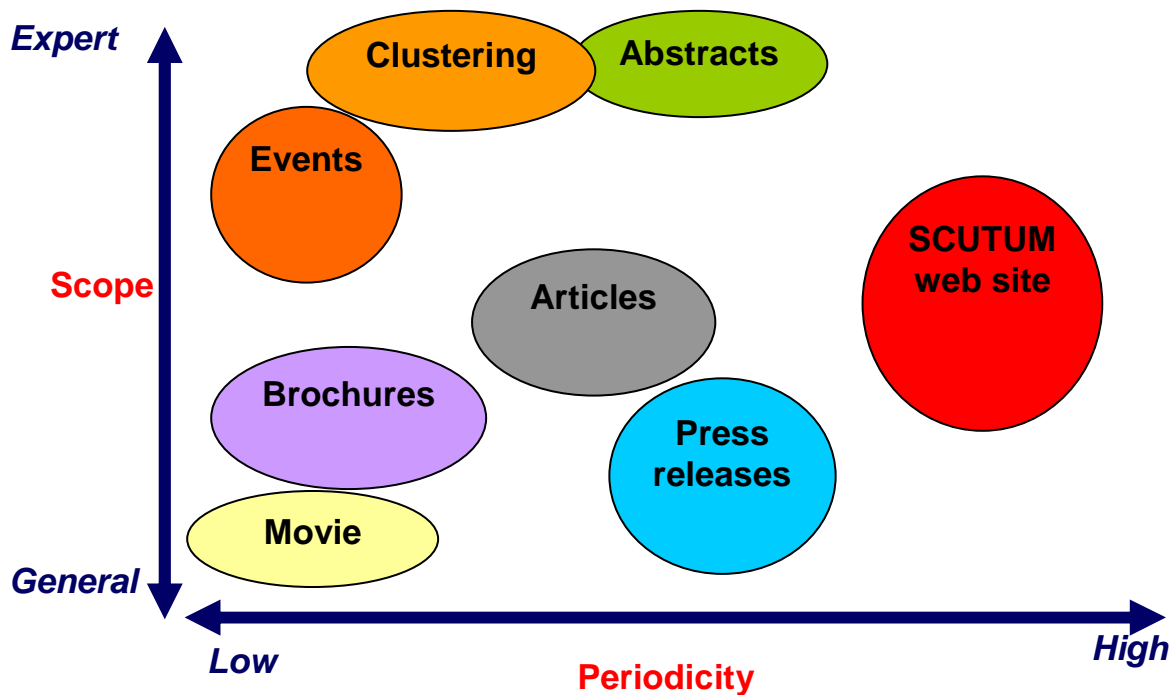 Expert
Clustering
Abstracts
Events
SCUTUM
web site
Scope
Articles
Brochures
Press
releases
Movie
General
Low
High
Periodicity